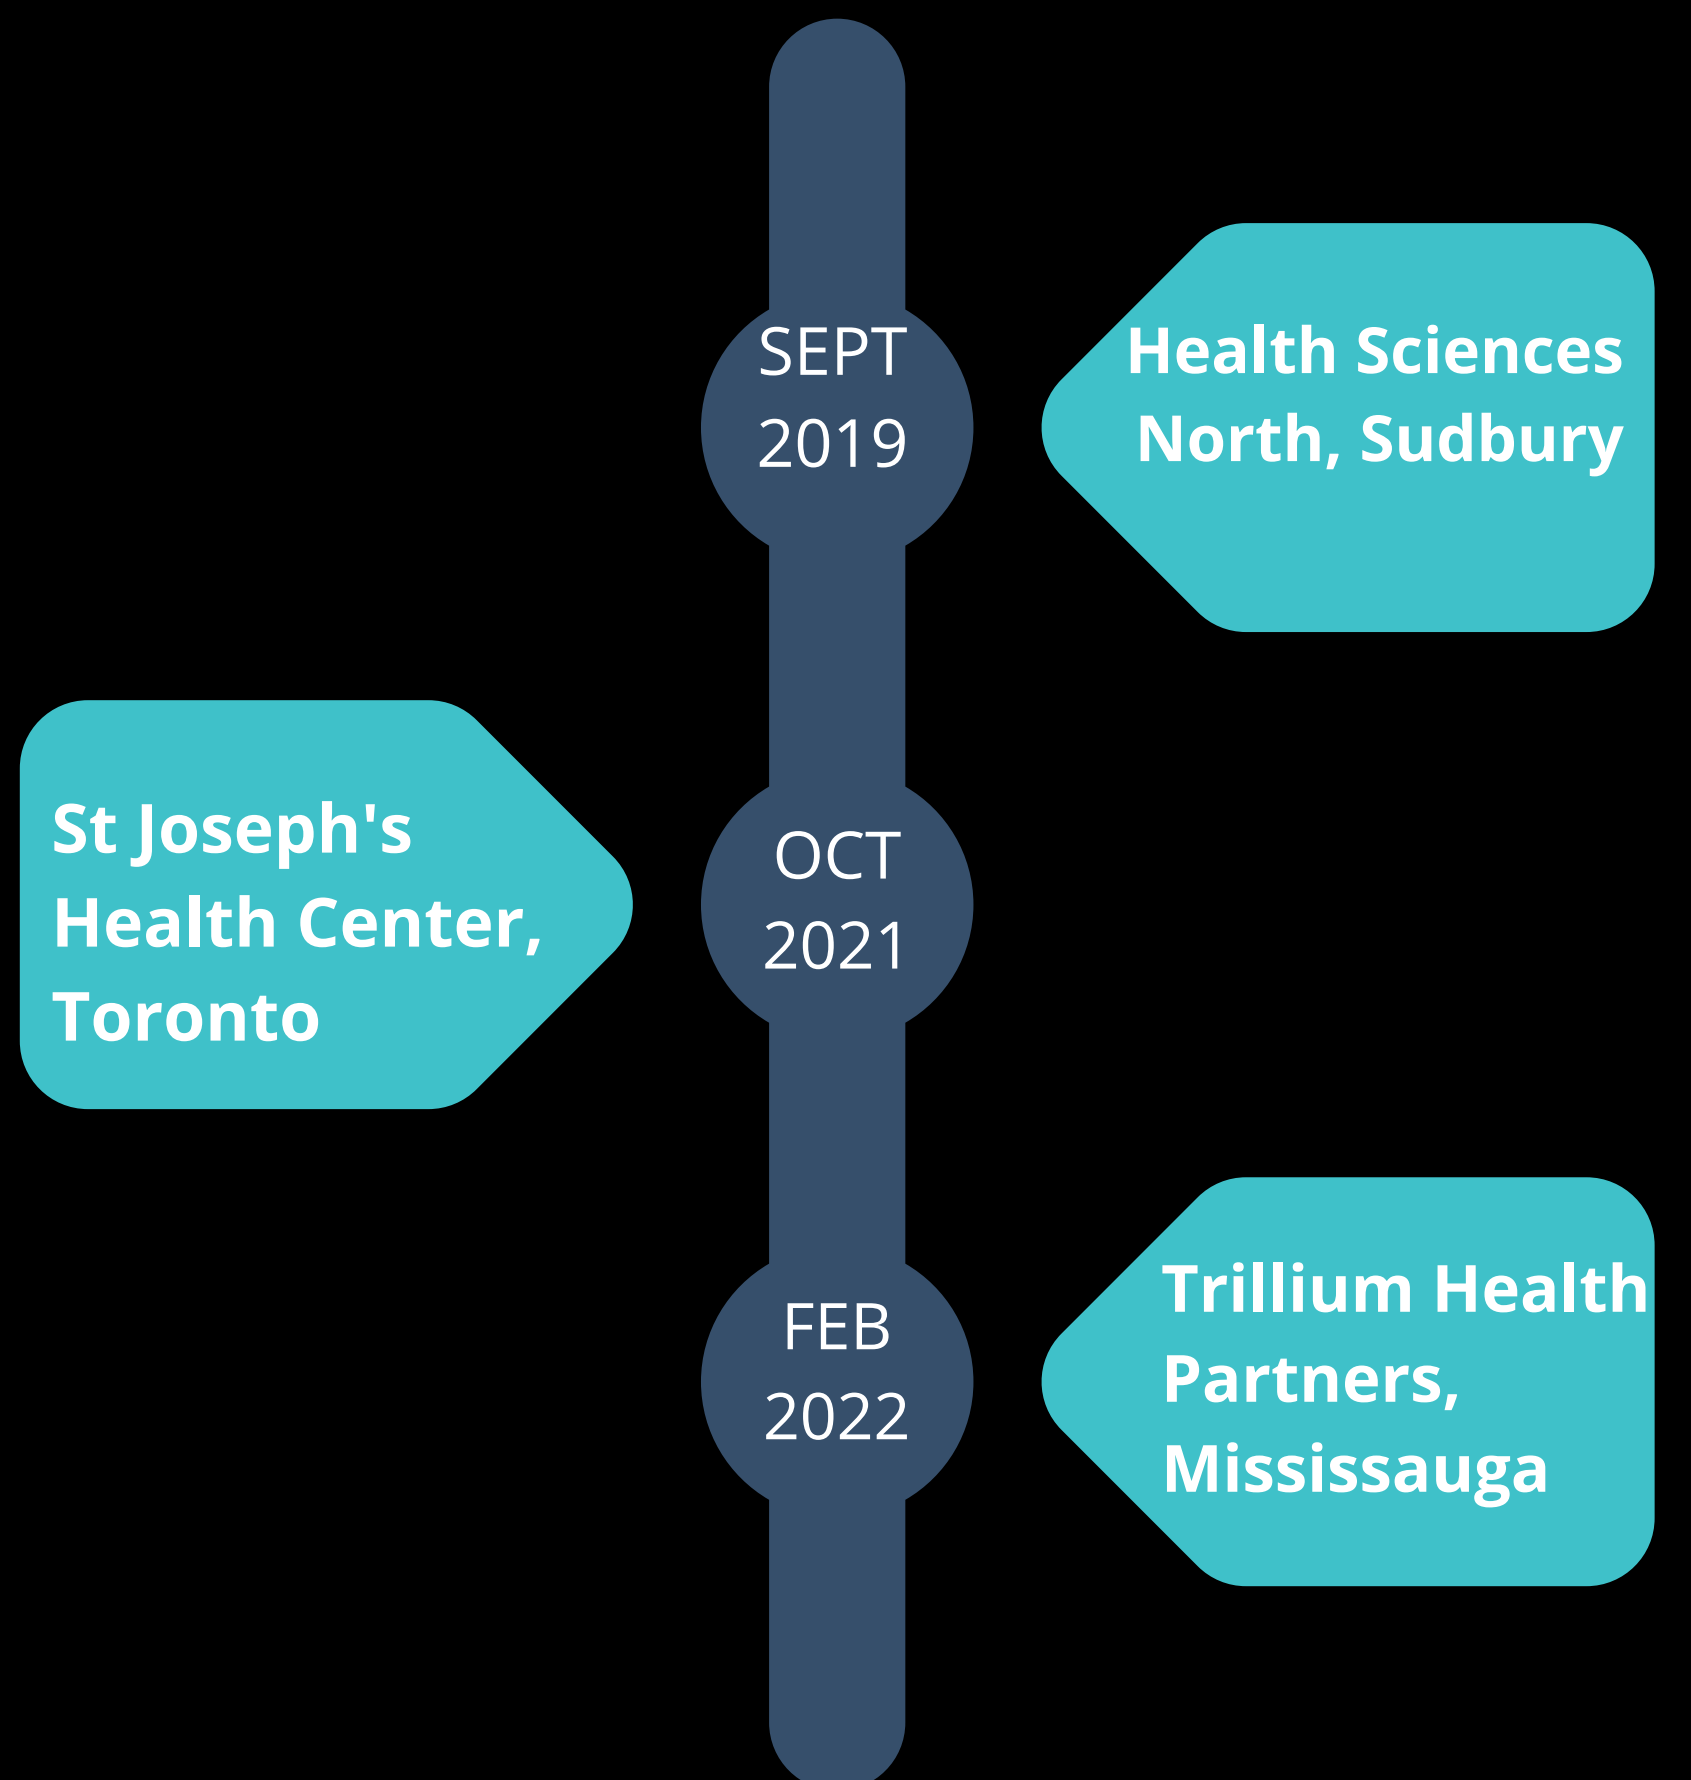 SEPT
2019
Health Sciences
North, Sudbury
St Joseph's
Health Center,
Toronto
OCT
2021
FEB
2022
Trillium Health
Partners,
Mississauga